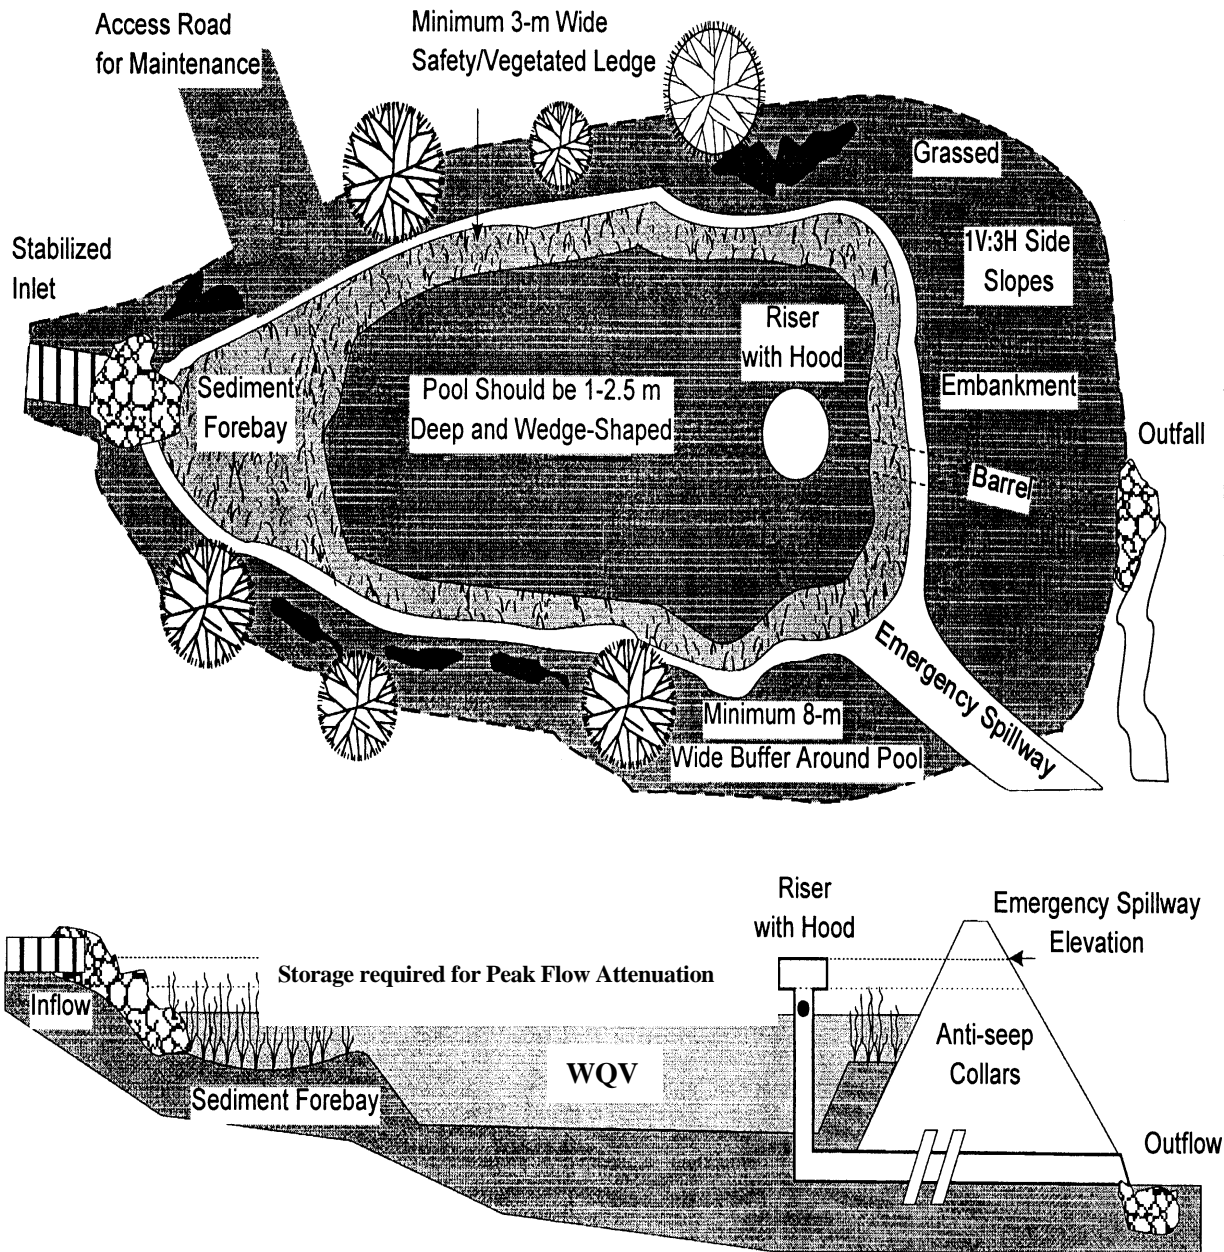 Access Road
for Maintenance
Minimum 3-m Wide
Safety/Vegetated Ledge
Grassed
1V:3H Side
Slopes
Stabilized
Inlet
Riser
with Hood
Sediment
Forebay
Pool Should be 1-2.5 m
Deep and Wedge-Shaped
Embankment
Outfall
Barrel
Emergency Spillway
Minimum 8-m
Wide Buffer Around Pool
Riser
with Hood
Emergency Spillway
Elevation
Storage required for Peak Flow Attenuation
Inflow
Anti-seep
Collars
WQV
Sediment Forebay
Outflow